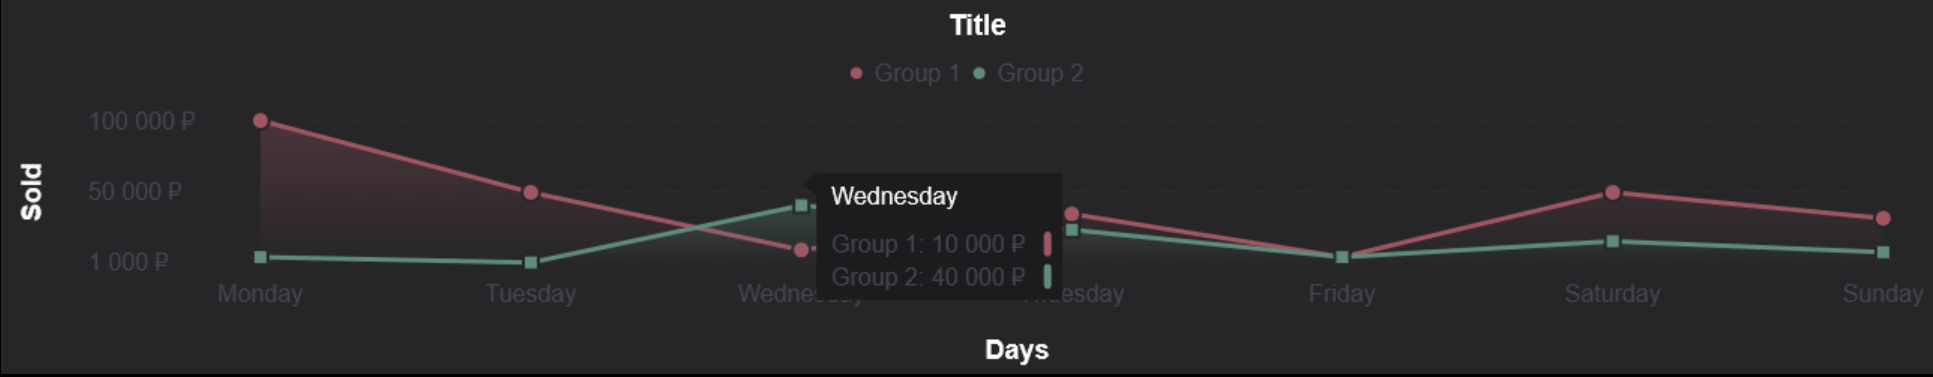 Title
Group 1 Group 2
100 000 ₽
50 000 ₽
1 000 ₽
Sold
Wednesday
Group 1: 10 000 ₽
Group 2: 40 000 ₽
Monday Tuesday Friday Saturday Sunday
Days